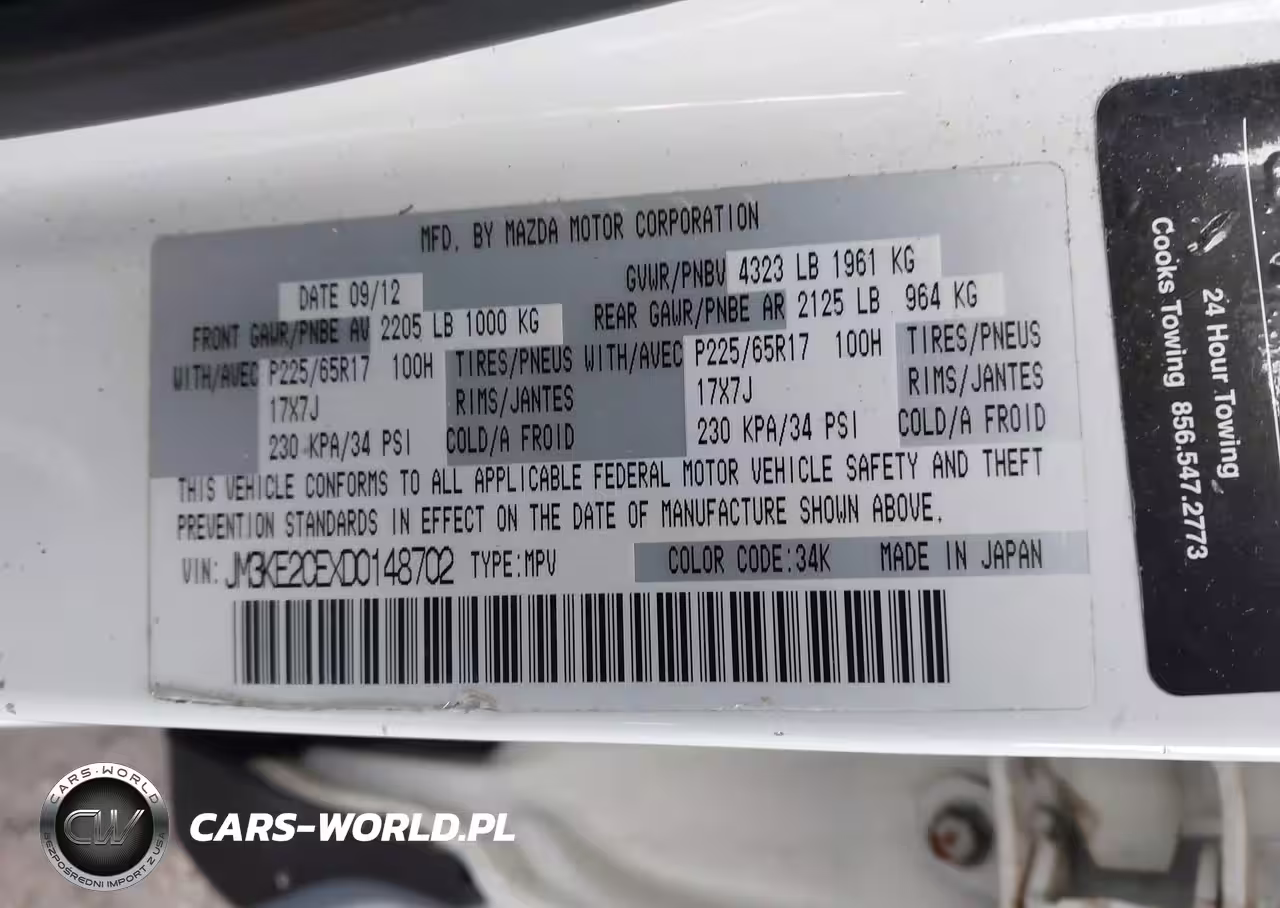 MFD. BY MAZDA MOTOR CORPORATION
DATE 09/12
GVWR/PNBV 4323 LB 1961 KG
FRONT GAWR/PNBE AV 2205 LB 1000 KG
REAR GAWR/PNBE AR 2125 LB 964 KG
WITH/AVEC P225/65R17 100H TIRES/PNEUS
WITH/AVEC P225/65R17 100H TIRES/PNEUS
17X7J RIMS/JANTES
17X7J RIMS/JANTES
230 KPA/34 PSI COLD/A FROID
230 KPA/34 PSI COLD/A FROID
THIS VEHICLE CONFORMS TO ALL APPLICABLE FEDERAL MOTOR VEHICLE SAFETY AND THEFT
PREVENTION STANDARDS IN EFFECT ON THE DATE OF MANUFACTURE SHOWN ABOVE.
VIN: JM3KE2CEXD0148702 TYPE:MPV COLOR CODE:34K MADE IN JAPAN
24 Hour Towing
Cooks Towing 856.547.2773
CARS-WORLD
CW
BEZPOŚREDNI IMPORT Z USA
CARS-WORLD.PL